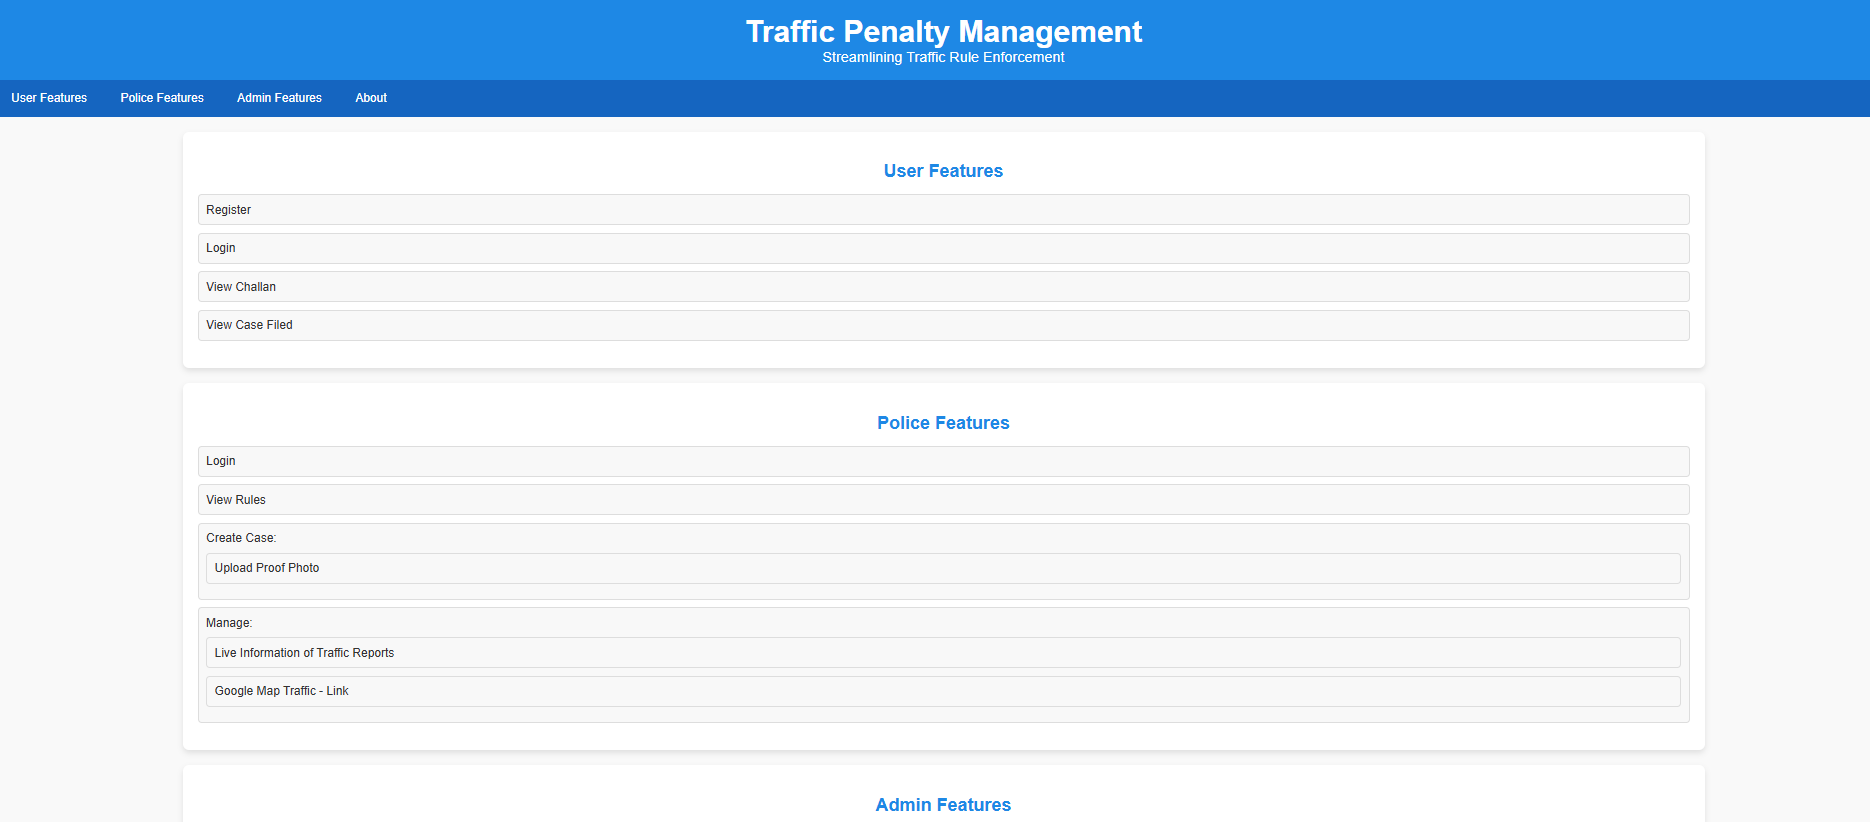 Traffic Penalty Management
Streamlining Traffic Rule Enforcement
User Features Police Features Admin Features About
User Features
Register
Login
View Challan
View Case Filed
Police Features
Login
View Rules
Create Case:
Upload Proof Photo
Manage:
Live Information of Traffic Reports
Google Map Traffic - Link
Admin Features